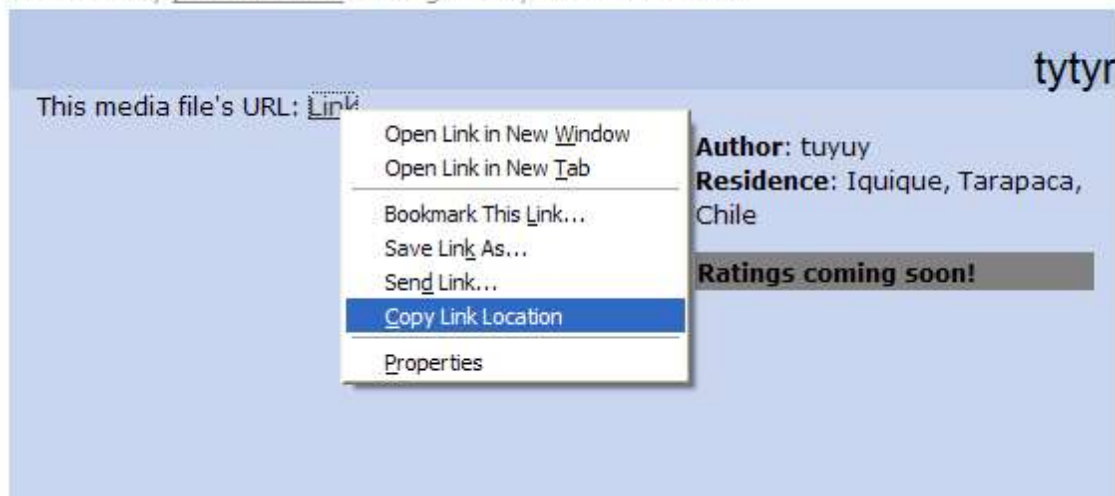 tytyr
This media file's URL: Link
Open Link in New Window
Open Link in New Tab
Bookmark This Link...
Save Link As...
Send Link...
Copy Link Location
Properties
Author: tuyuy
Residence: Iquique, Tarapaca,
Chile
Ratings coming soon!